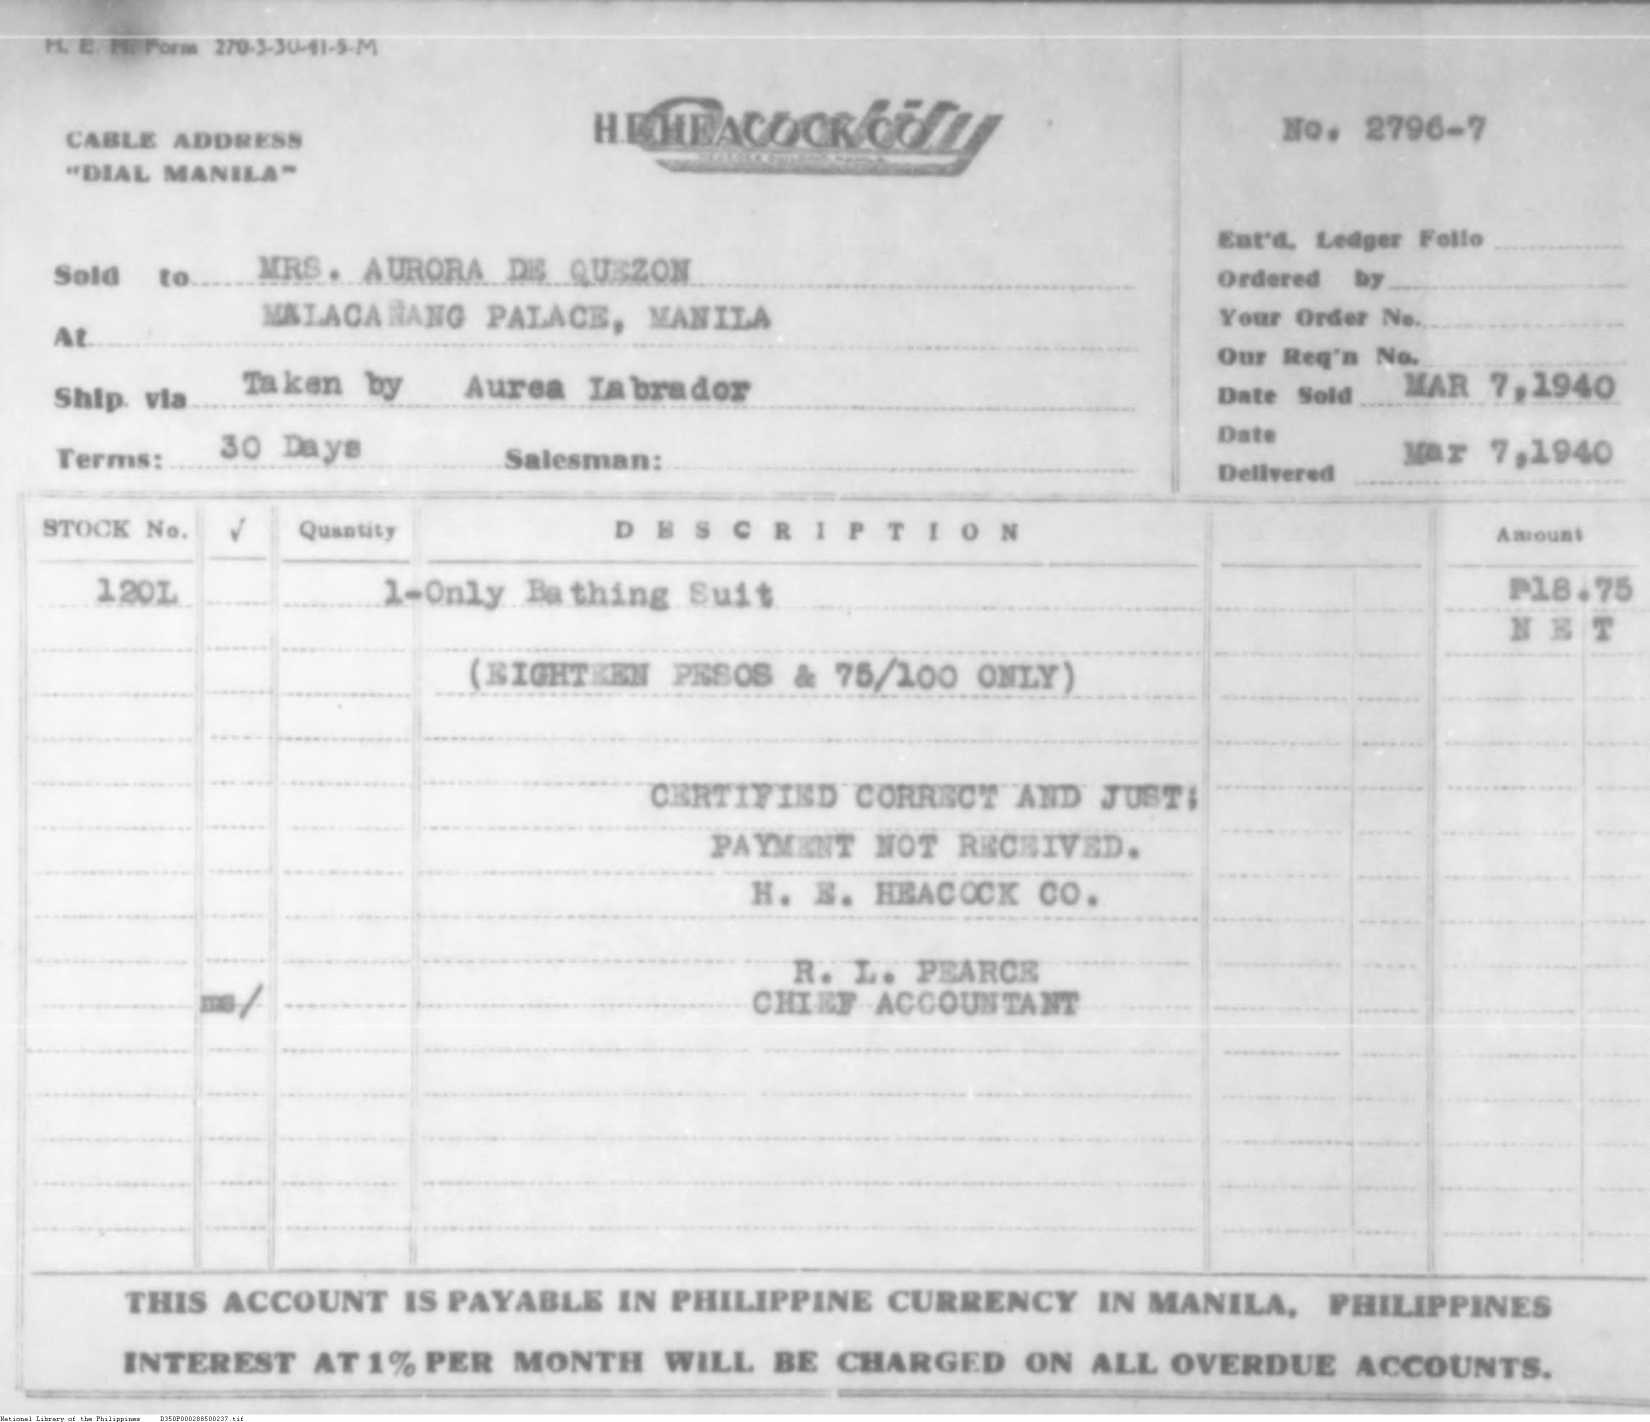 H. E. H. Form 270-3-30-41-5-M
CABLE ADDRESS
"DIAL MANILA"
H.E. HEACOCK CO.
No. 2796-7
Ent'd. Ledger Folio
Ordered by
Your Order No.
Our Req'n No.
Date Sold MAR 7,1940
Date
Delivered Mar 7,1940
Sold to MRS. AURORA DE QUEZON
At MALACAÑANG PALACE, MANILA
Ship via Taken by Aurea Labrador
Terms: 30 Days Salesman:
STOCK No. √ Quantity DESCRIPTION Amount
120L 1-Only Bathing Suit ₱18.75
N E T
(EIGHTEEN PESOS & 75/100 ONLY)
CERTIFIED CORRECT AND JUST;
PAYMENT NOT RECEIVED.
H. E. HEACOCK CO.
R. L. PEARCE
ms/ CHIEF ACCOUNTANT
THIS ACCOUNT IS PAYABLE IN PHILIPPINE CURRENCY IN MANILA, PHILIPPINES
INTEREST AT 1% PER MONTH WILL BE CHARGED ON ALL OVERDUE ACCOUNTS.
National Library of the Philippines D350P000288500237.tif